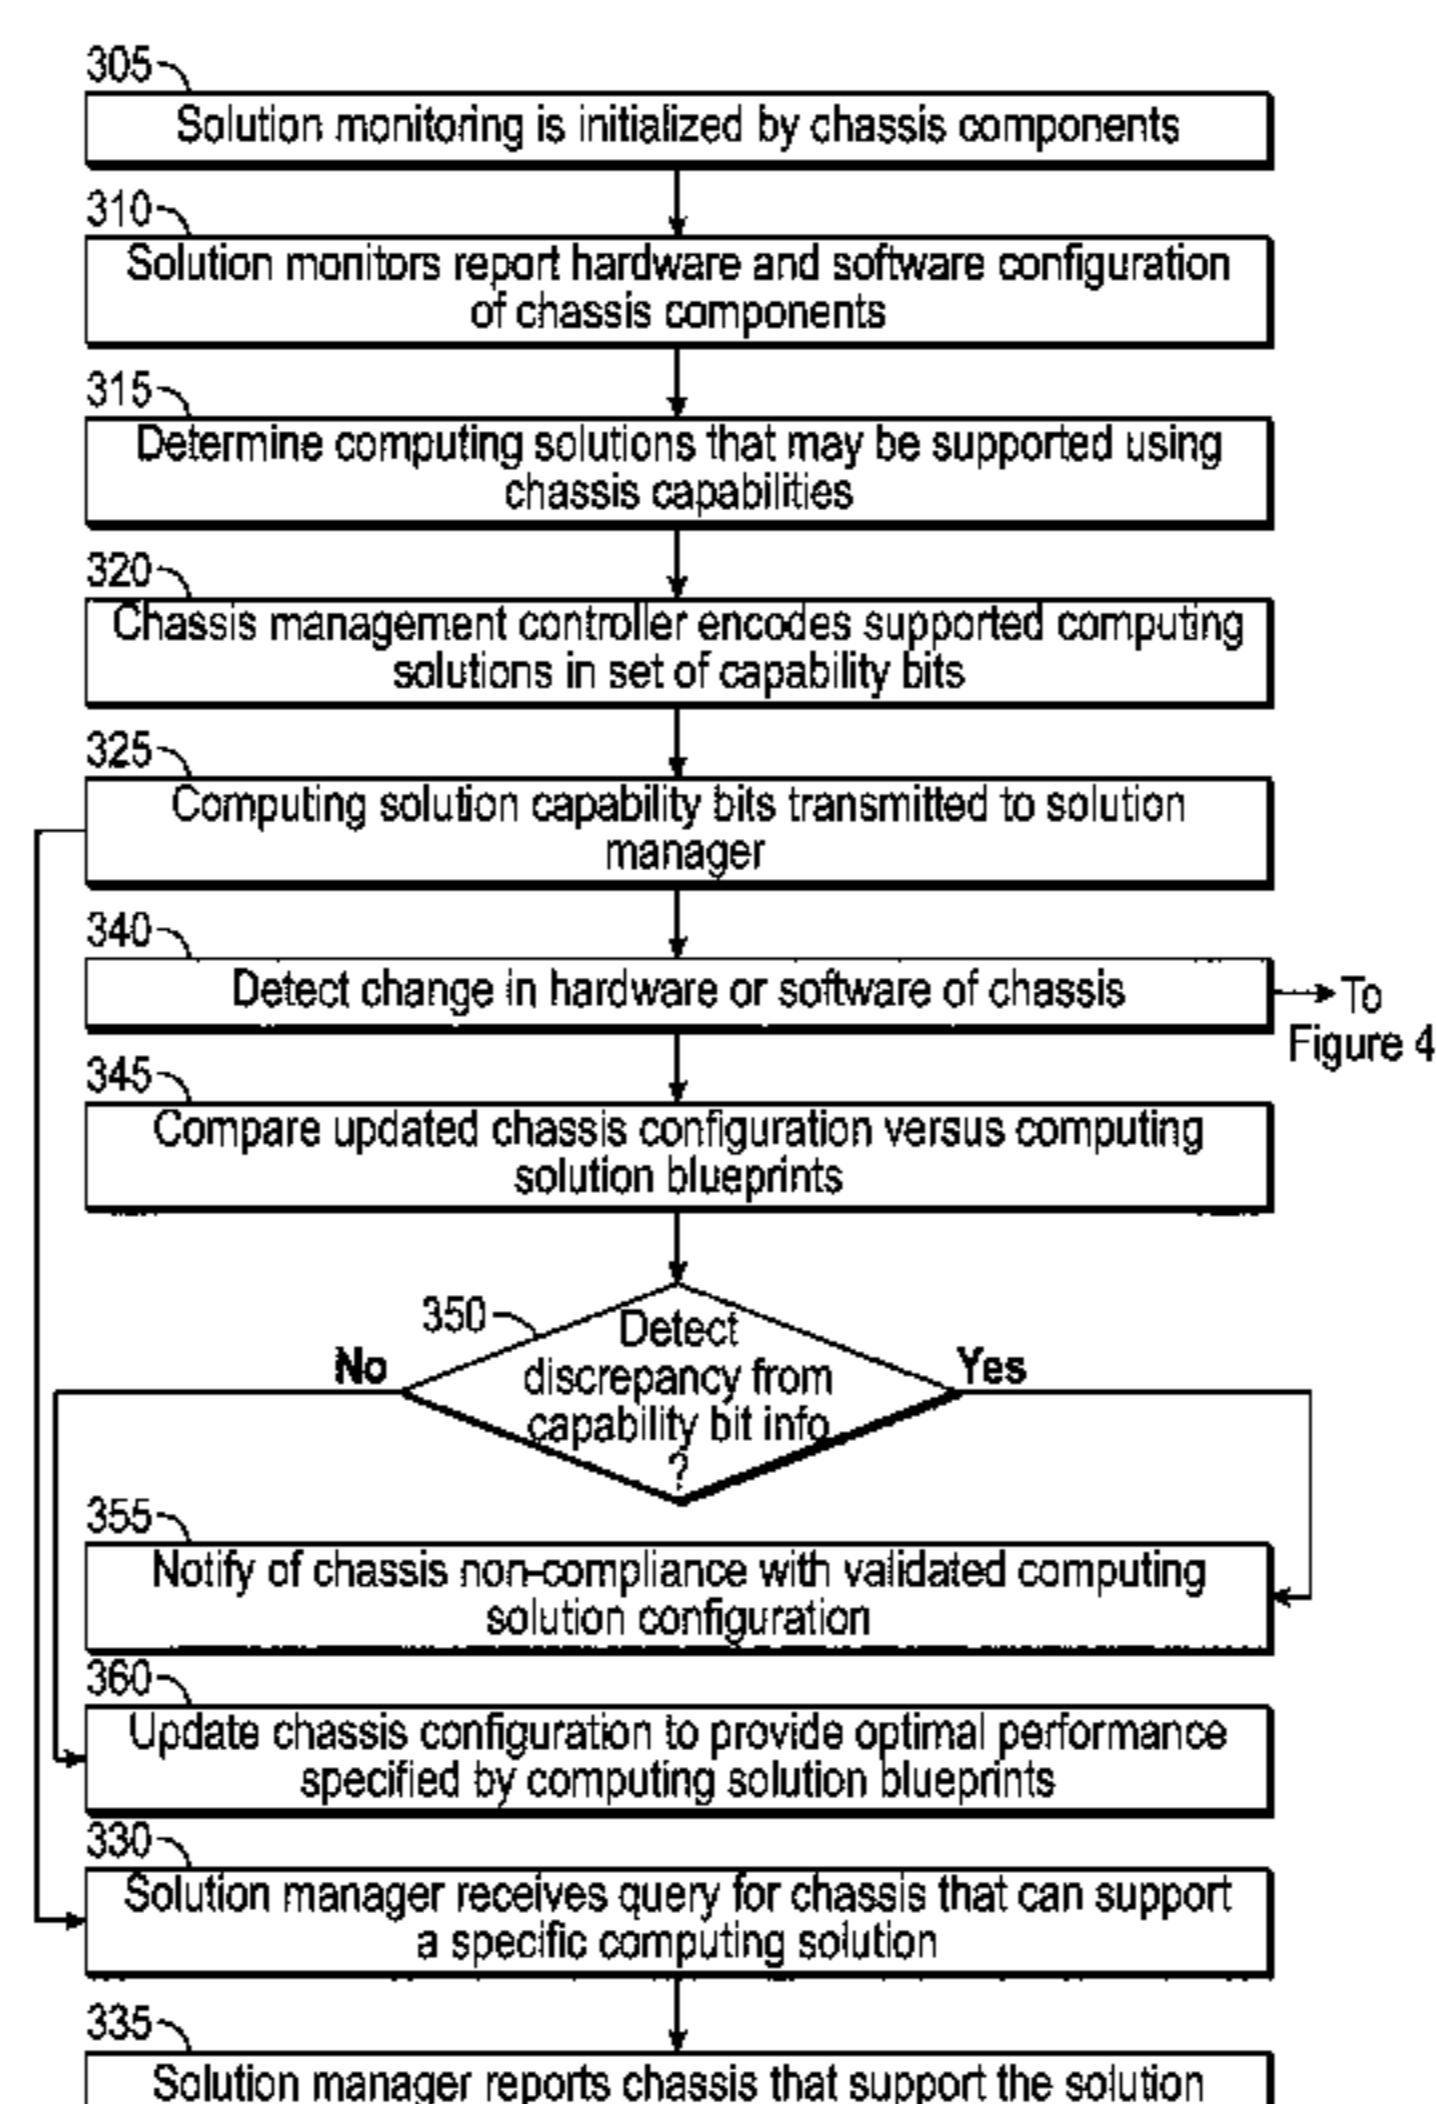 305
Solution monitoring is initialized by chassis components
310
Solution monitors report hardware and software configuration
of chassis components
315
Determine computing solutions that may be supported using
chassis capabilities
320
Chassis management controller encodes supported computing
solutions in set of capability bits
325
Computing solution capability bits transmitted to solution
manager
340
Detect change in hardware or software of chassis
To
Figure 4
345
Compare updated chassis configuration versus computing
solution blueprints
350
Detect
discrepancy from
capability bit info
?
No
Yes
355
Notify of chassis non-compliance with validated computing
solution configuration
360
Update chassis configuration to provide optimal performance
specified by computing solution blueprints
330
Solution manager receives query for chassis that can support
a specific computing solution
335
Solution manager reports chassis that support the solution